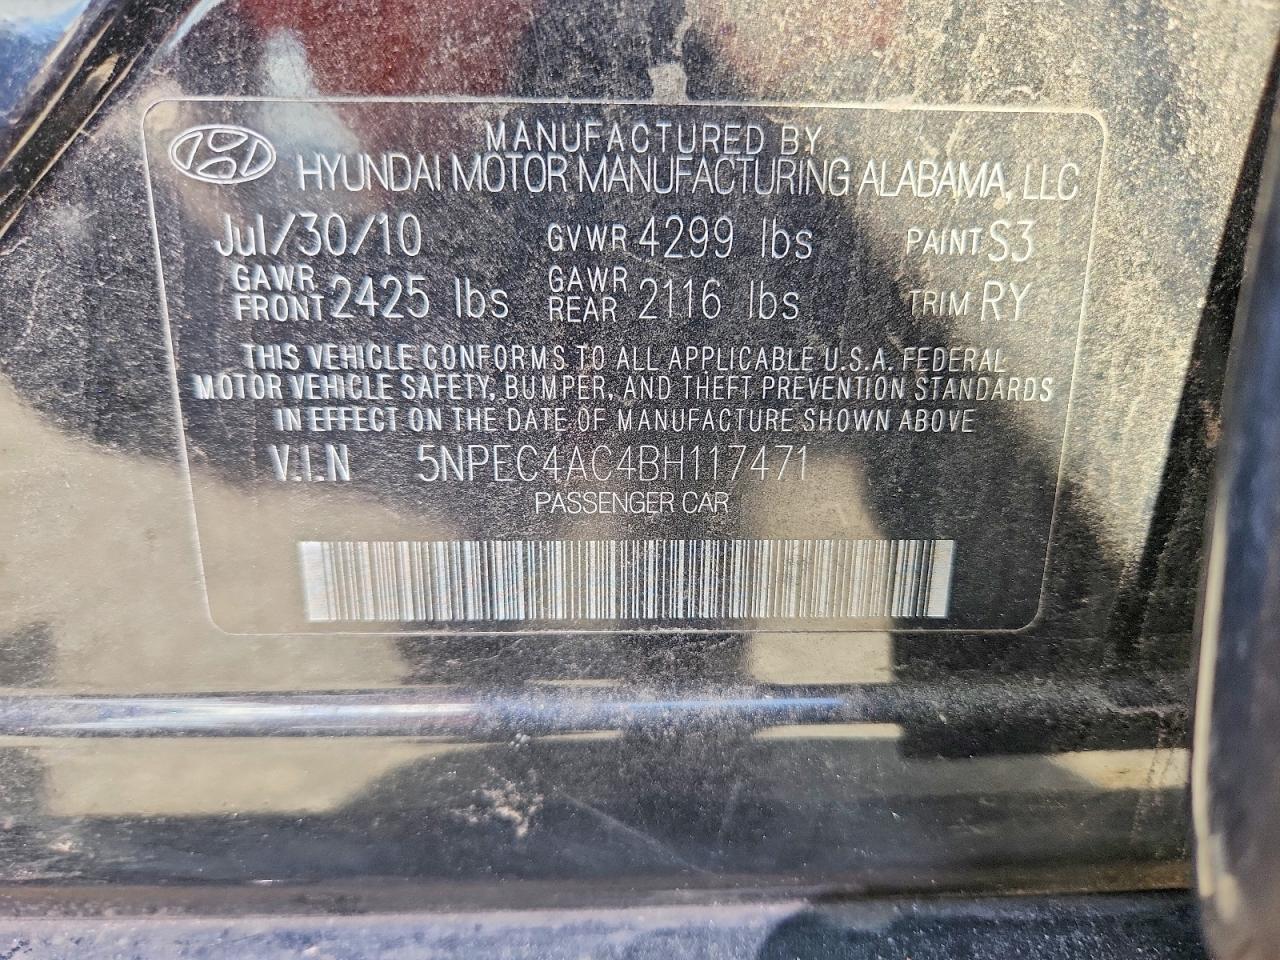 MANUFACTURED BY
HYUNDAI MOTOR MANUFACTURING ALABAMA, LLC
Jul/30/10 GVWR 4299 lbs PAINT S3
GAWR FRONT 2425 lbs GAWR REAR 2116 lbs TRIM RY
THIS VEHICLE CONFORMS TO ALL APPLICABLE U.S.A. FEDERAL
MOTOR VEHICLE SAFETY, BUMPER, AND THEFT PREVENTION STANDARDS
IN EFFECT ON THE DATE OF MANUFACTURE SHOWN ABOVE
V.I.N 5NPEC4AC4BH117471
PASSENGER CAR